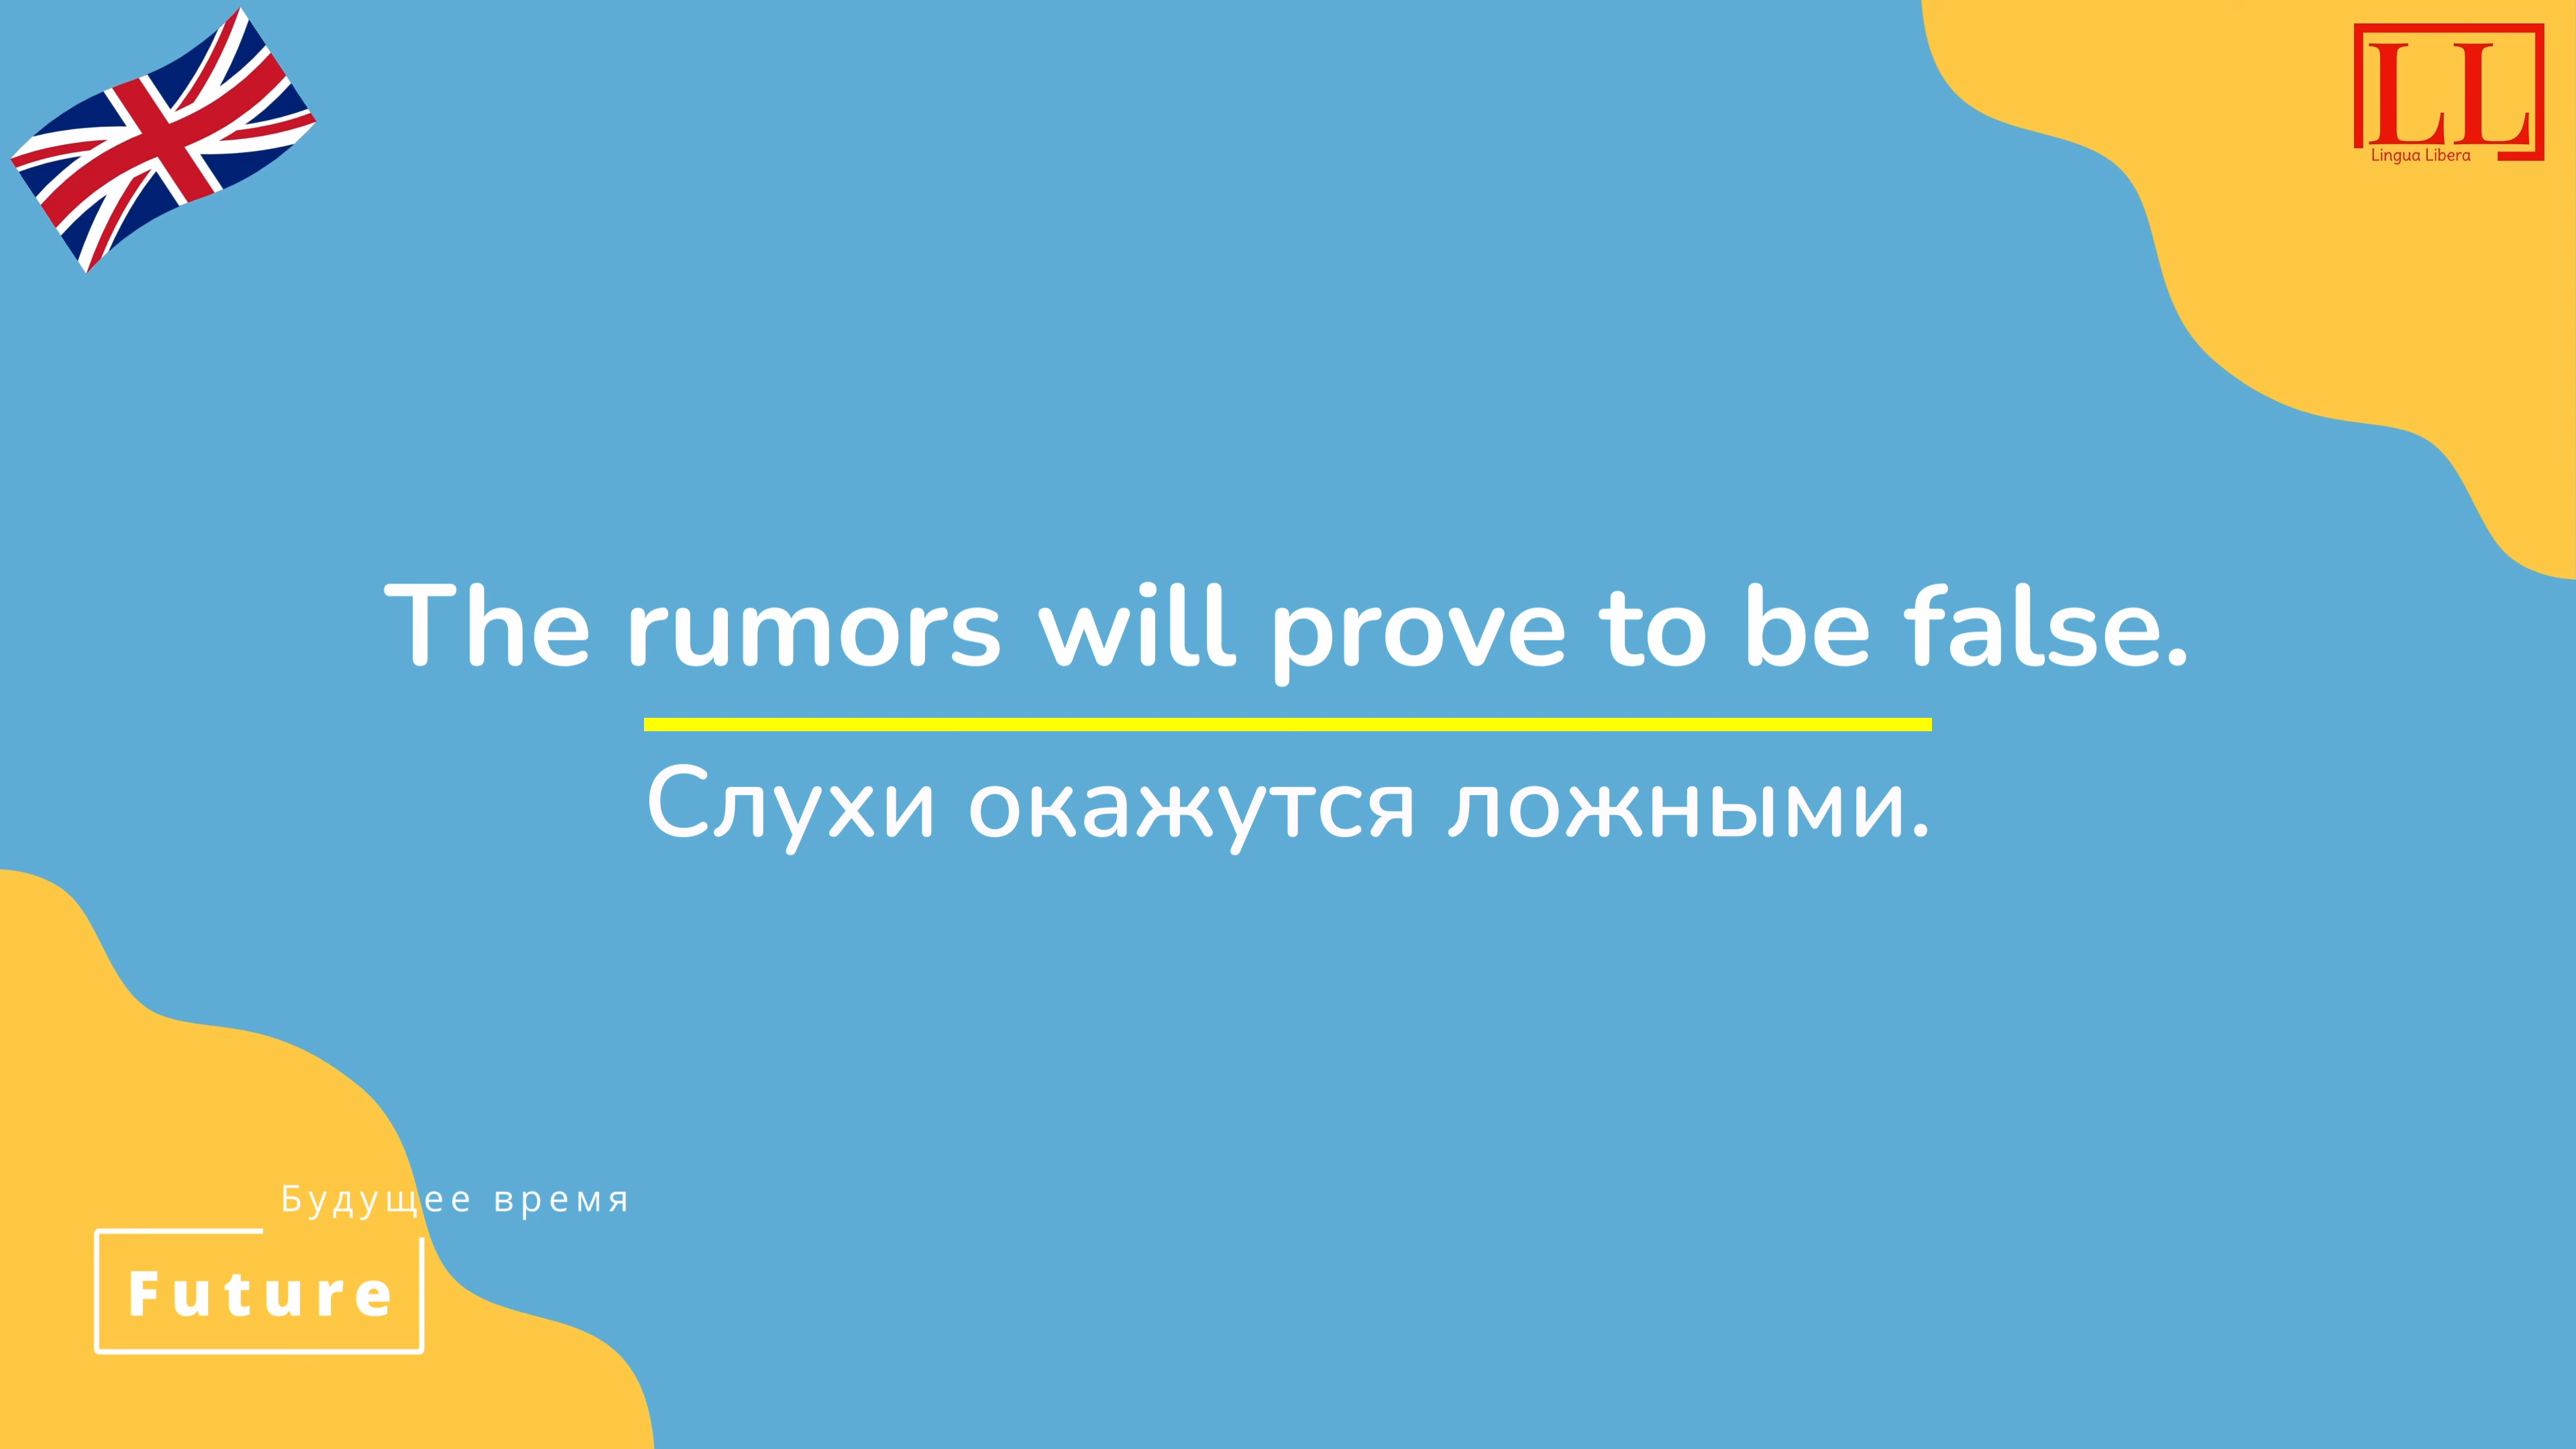 LL
Lingua Libera
The rumors will prove to be false.
Слухи окажутся ложными.
Будущее время
Future